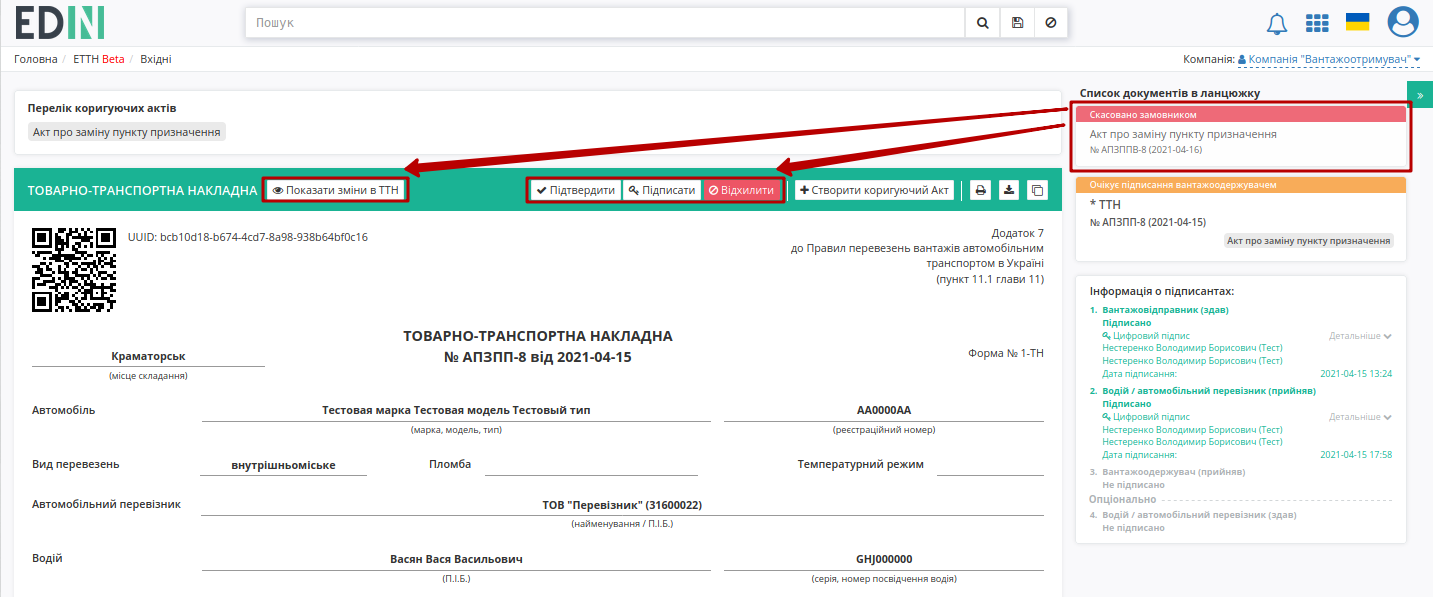 EDIN
Пошук
Головна / ЕТТН Beta / Вхідні
Компанія: Компанія "Вантажоотримувач"
Перелік коригуючих актів
Акт про заміну пункту призначення
ТОВАРНО-ТРАНСПОРТНА НАКЛАДНА Показати зміни в ТТН Підтвердити Підписати Відхилити Створити коригуючий Акт
UUID: bcb10d18-b674-4cd7-8a98-938b64bf0c16
Додаток 7
до Правил перевезень вантажів автомобільним
транспортом в Україні
(пункт 11.1 глави 11)
ТОВАРНО-ТРАНСПОРТНА НАКЛАДНА
№ АПЗПП-8 від 2021-04-15
Краматорськ
(місце складання)
Форма № 1-ТН
Автомобіль
Тестовая марка Тестовая модель Тестовый тип
(марка, модель, тип)
AA0000AA
(реєстраційний номер)
Вид перевезень
внутрішньоміське
Пломба
Температурний режим
Автомобільний перевізник
ТОВ "Перевізник" (31600022)
(найменування / П.І.Б.)
Водій
Васян Вася Васильович
(П.І.Б.)
GHJ000000
(серія, номер посвідчення водія)
Список документів в ланцюжку
»
Скасовано замовником
Акт про заміну пункту призначення
№ АПЗППВ-8 (2021-04-16)
Очікує підписання вантажоодержувачем
* ТТН
№ АПЗПП-8 (2021-04-15)
Акт про заміну пункту призначення
Інформація о підписантах:
1. Вантажовідправник (здав)
Підписано
Цифровий підпис Детальніше
Нестеренко Володимир Борисович (Тест)
Нестеренко Володимир Борисович (Тест)
Дата підписання: 2021-04-15 13:24
2. Водій / автомобільний перевізник (прийняв)
Підписано
Цифровий підпис Детальніше
Нестеренко Володимир Борисович (Тест)
Нестеренко Володимир Борисович (Тест)
Дата підписання: 2021-04-15 17:58
3. Вантажоодержувач (прийняв)
Не підписано
Опціонально
4. Водій / автомобільний перевізник (здав)
Не підписано